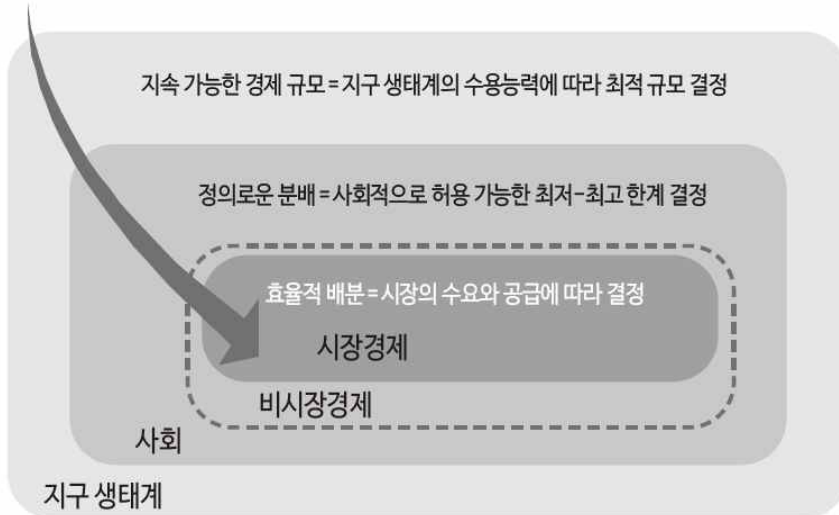 지속 가능한 경제 규모=지구 생태계의 수용능력에 따라 최적 규모 결정
정의로운 분배=사회적으로 허용 가능한 최저-최고 한계 결정
효율적 배분=시장의 수요와 공급에 따라 결정
시장경제
비시장경제
사회
지구 생태계